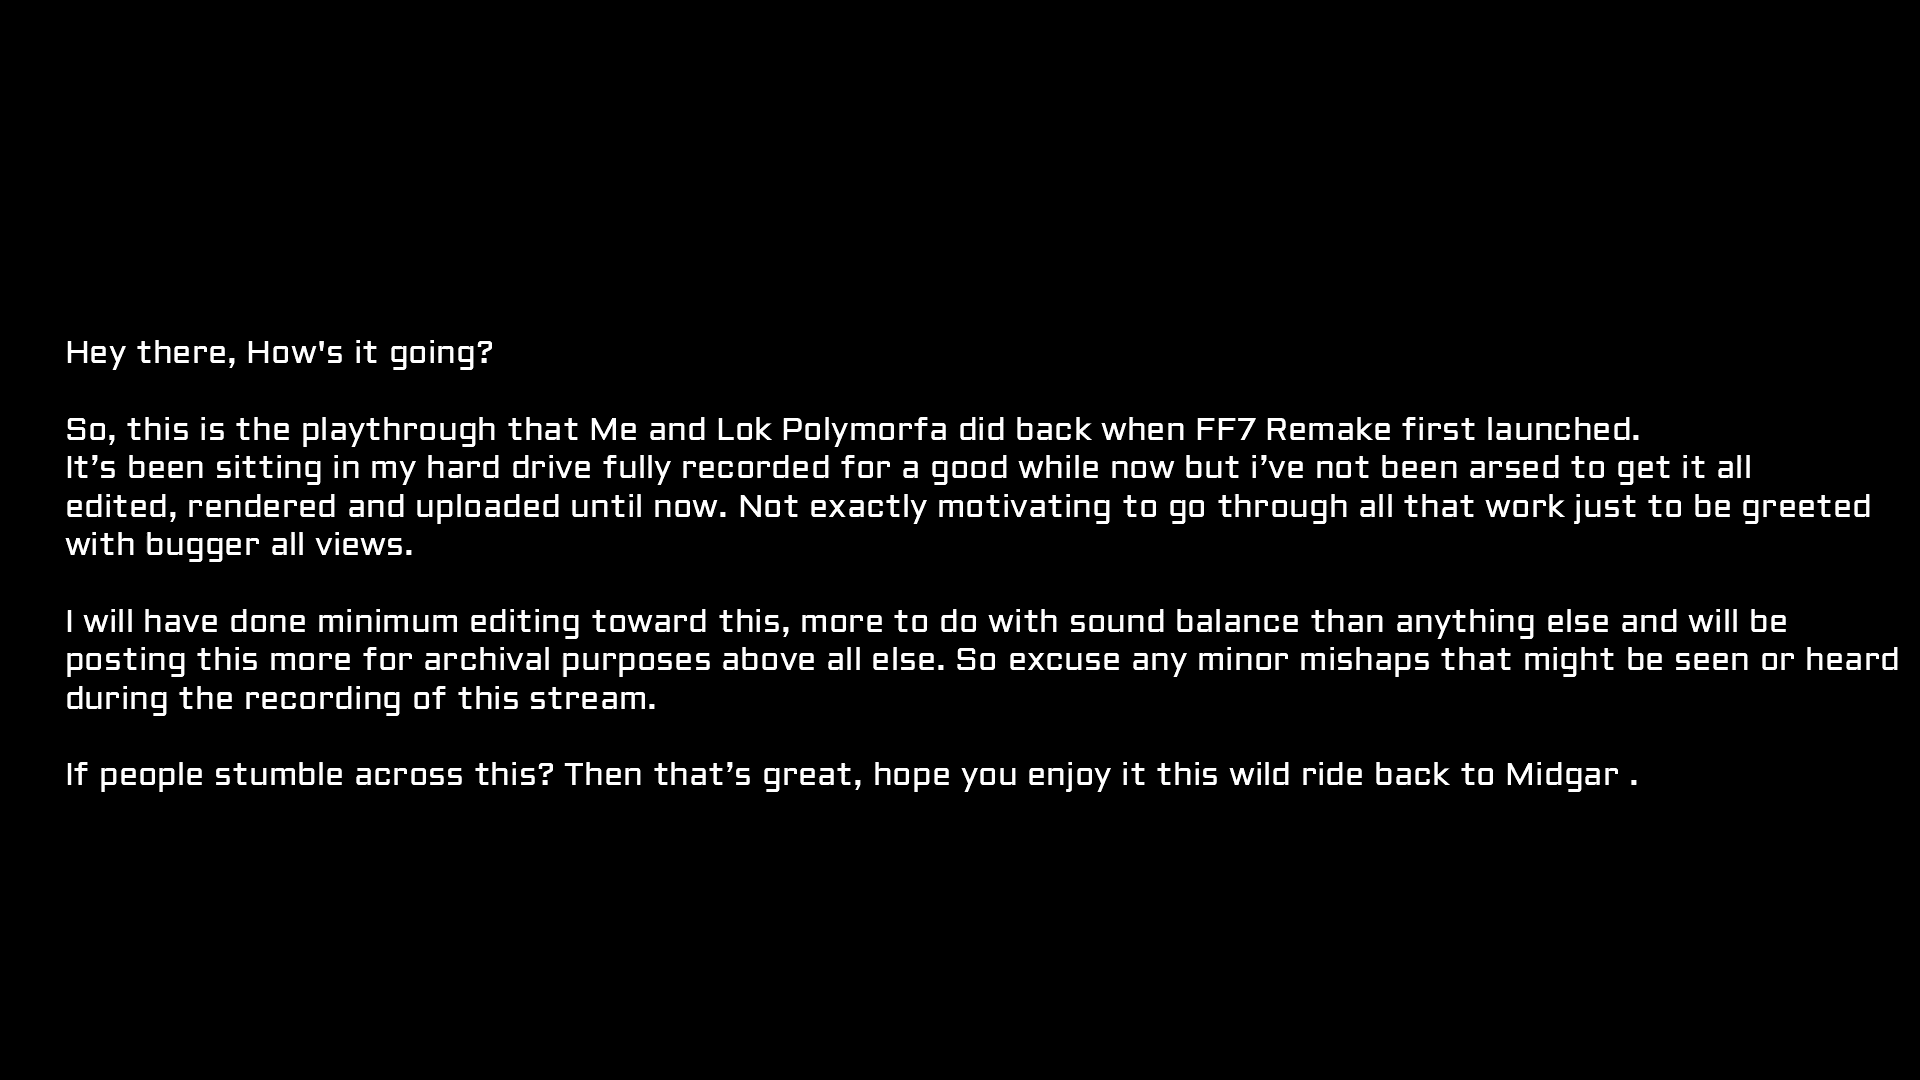 Hey there, How's it going?
So, this is the playthrough that Me and Lok Polymorfa did back when FF7 Remake first launched.
It’s been sitting in my hard drive fully recorded for a good while now but i’ve not been arsed to get it all
edited, rendered and uploaded until now. Not exactly motivating to go through all that work just to be greeted
with bugger all views.
I will have done minimum editing toward this, more to do with sound balance than anything else and will be
posting this more for archival purposes above all else. So excuse any minor mishaps that might be seen or heard
during the recording of this stream.
If people stumble across this? Then that’s great, hope you enjoy it this wild ride back to Midgar .